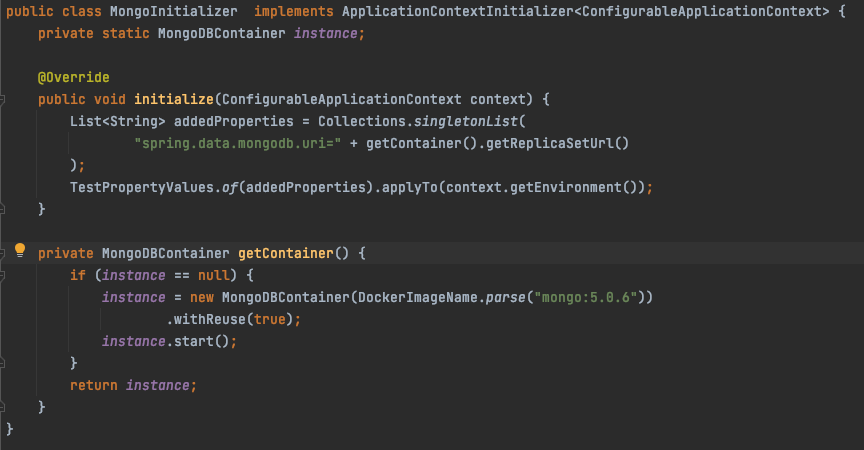 public class MongoInitializer  implements ApplicationContextInitializer<ConfigurableApplicationContext> {
    private static MongoDBContainer instance;

    @Override
    public void initialize(ConfigurableApplicationContext context) {
        List<String> addedProperties = Collections.singletonList(
                "spring.data.mongodb.uri=" + getContainer().getReplicaSetUrl()
        );
        TestPropertyValues.of(addedProperties).applyTo(context.getEnvironment());
    }

    private MongoDBContainer getContainer() {
        if (instance == null) {
            instance = new MongoDBContainer(DockerImageName.parse("mongo:5.0.6"))
                    .withReuse(true);
            instance.start();
        }
        return instance;
    }
}